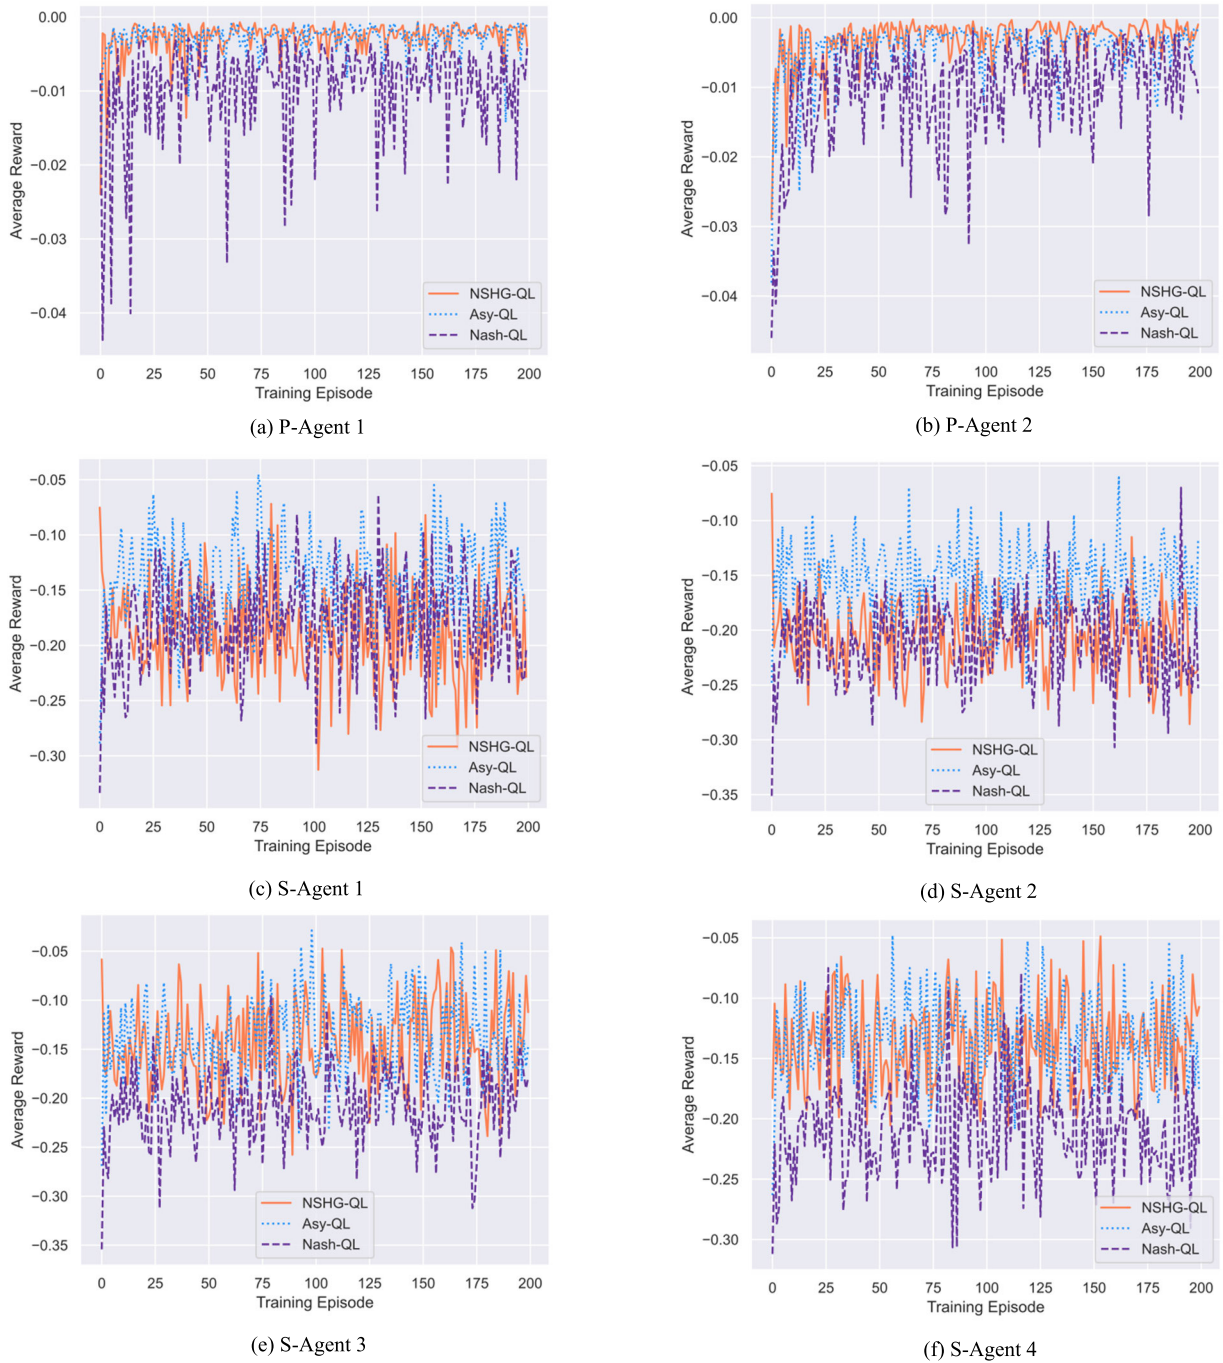 0.00
−0.01
−0.02
−0.03
−0.04
Average Reward
NSHG-QL
Asy-QL
Nash-QL
0 25 50 75 100 125 150 175 200
Training Episode
(a) P-Agent 1
0.00
−0.01
−0.02
−0.03
−0.04
Average Reward
NSHG-QL
Asy-QL
Nash-QL
0 25 50 75 100 125 150 175 200
Training Episode
(b) P-Agent 2
−0.05
−0.10
−0.15
−0.20
−0.25
−0.30
Average Reward
NSHG-QL
Asy-QL
Nash-QL
0 25 50 75 100 125 150 175 200
Training Episode
(c) S-Agent 1
−0.05
−0.10
−0.15
−0.20
−0.25
−0.30
−0.35
Average Reward
NSHG-QL
Asy-QL
Nash-QL
0 25 50 75 100 125 150 175 200
Training Episode
(d) S-Agent 2
−0.05
−0.10
−0.15
−0.20
−0.25
−0.30
−0.35
Average Reward
NSHG-QL
Asy-QL
Nash-QL
0 25 50 75 100 125 150 175 200
Training Episode
(e) S-Agent 3
−0.05
−0.10
−0.15
−0.20
−0.25
−0.30
Average Reward
NSHG-QL
Asy-QL
Nash-QL
0 25 50 75 100 125 150 175 200
Training Episode
(f) S-Agent 4